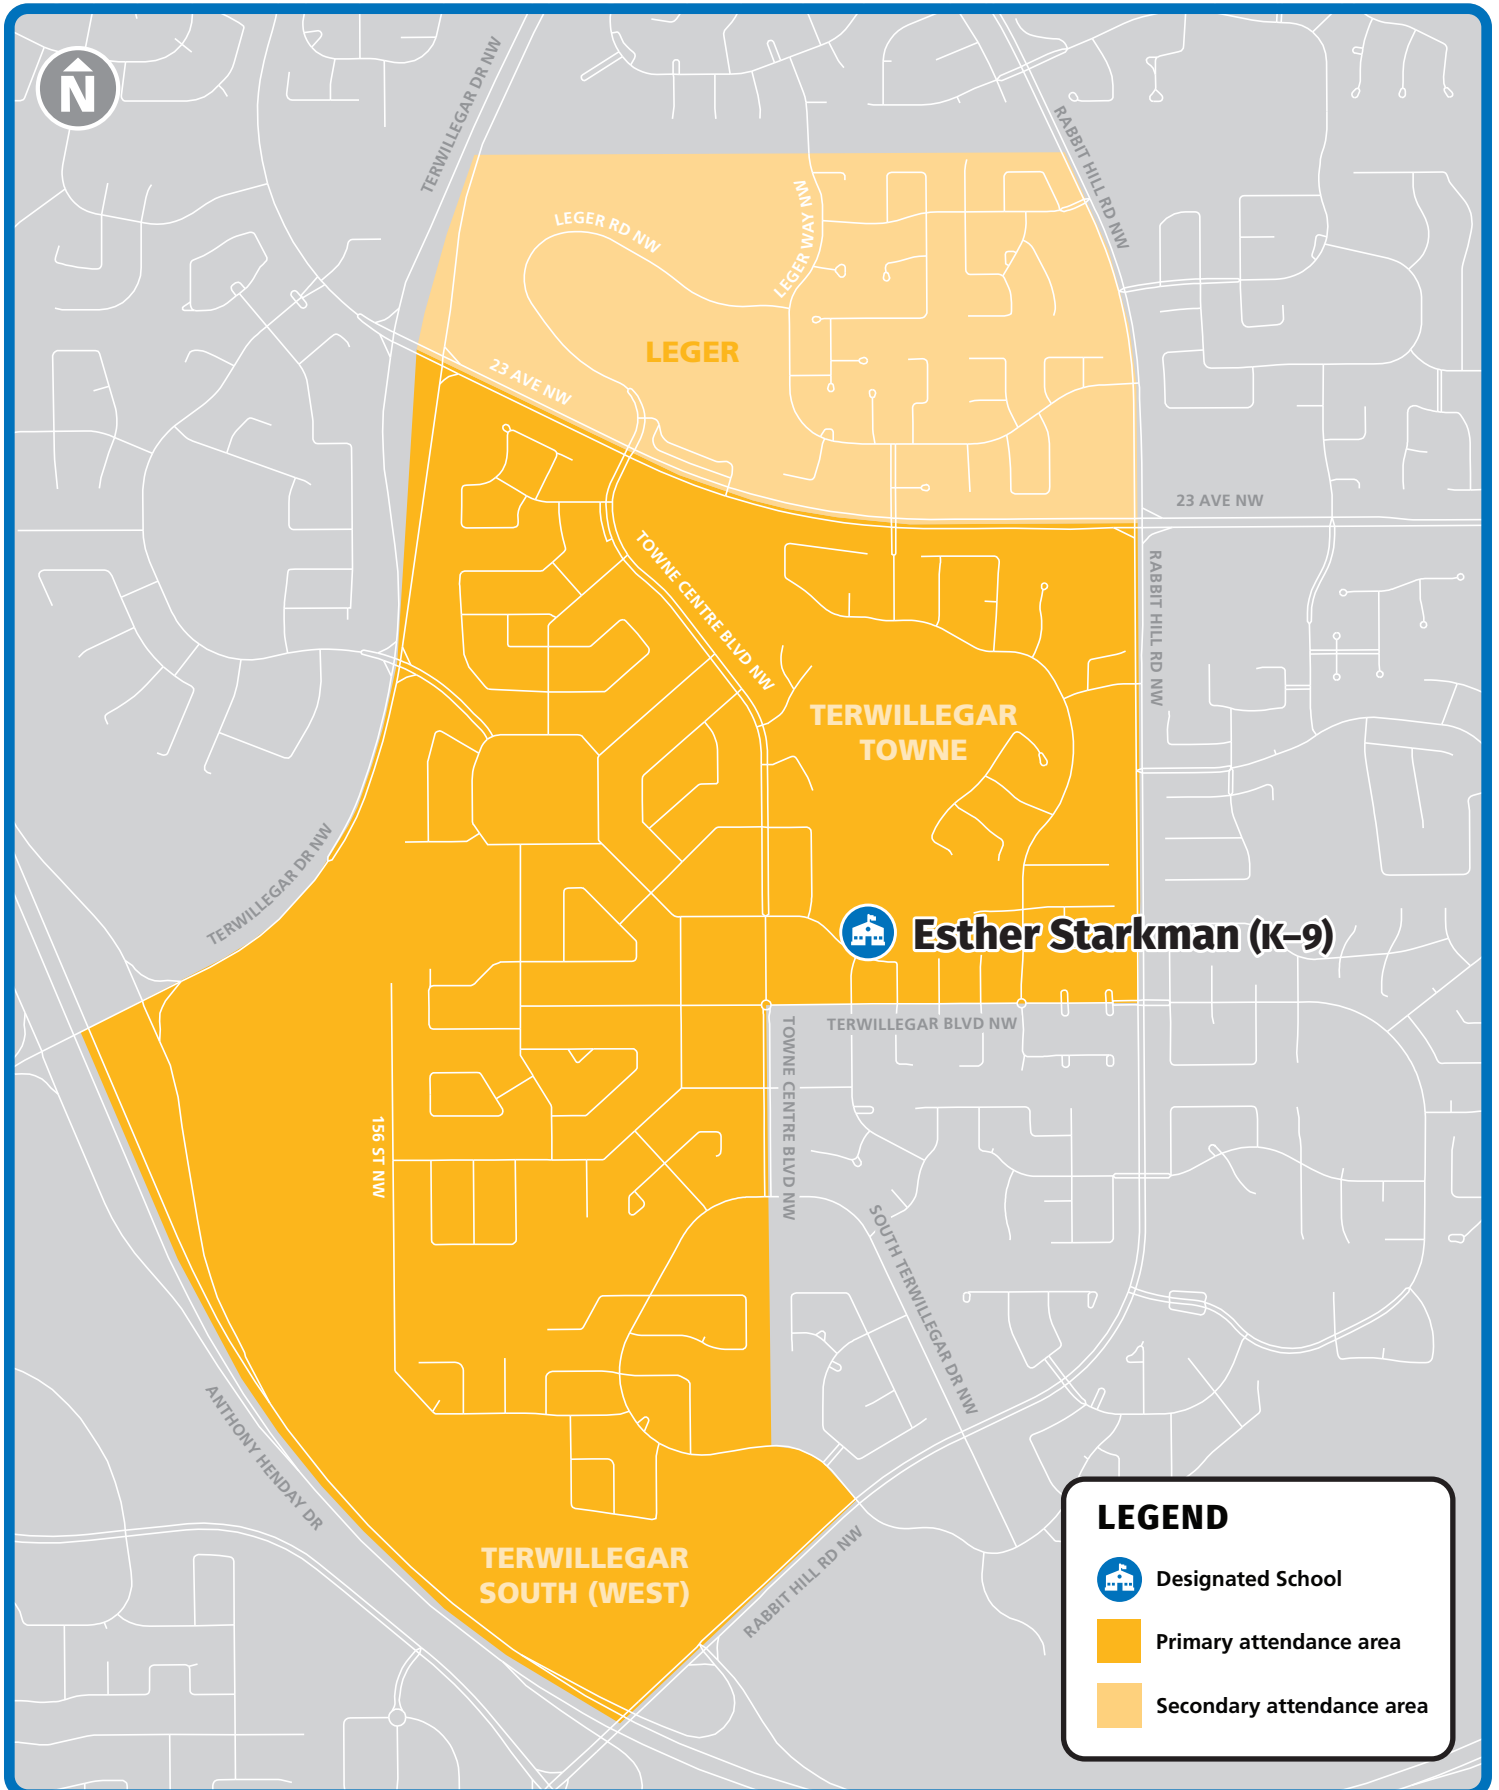 N
TERWILLEGAR DR NW
RABBIT HILL RD NW
LEGER RD NW
LEGER WAY NW
LEGER
23 AVE NW
23 AVE NW
TOWNE CENTRE BLVD NW
RABBIT HILL RD NW
TERWILLEGAR
TOWNE
TERWILLEGAR DR NW
Esther Starkman (K–9)
TERWILLEGAR BLVD NW
TOWNE CENTRE BLVD NW
156 ST NW
SOUTH TERWILLEGAR DR NW
ANTHONY HENDAY DR
TERWILLEGAR
SOUTH (WEST)
RABBIT HILL RD NW
LEGEND
Designated School
Primary attendance area
Secondary attendance area